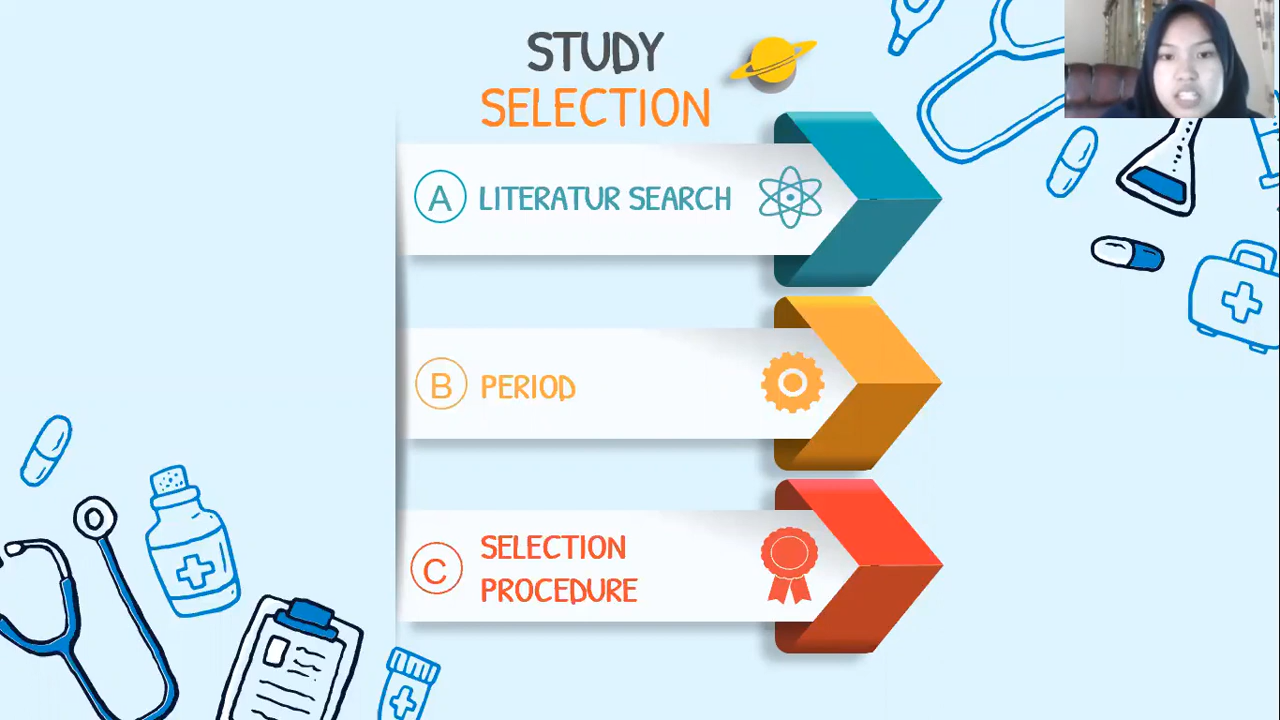 STUDY
SELECTION
A LITERATUR SEARCH
B PERIOD
C SELECTION
PROCEDURE